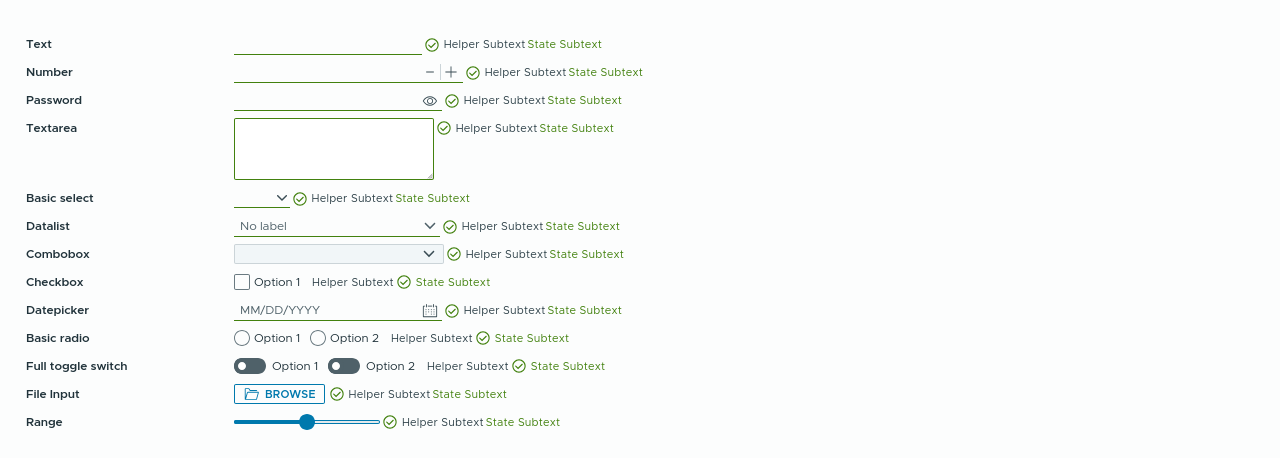 Text Helper Subtext State Subtext
Number Helper Subtext State Subtext
Password Helper Subtext State Subtext
Textarea Helper Subtext State Subtext
Basic select Helper Subtext State Subtext
Datalist No label Helper Subtext State Subtext
Combobox Helper Subtext State Subtext
Checkbox Option 1 Helper Subtext State Subtext
Datepicker MM/DD/YYYY Helper Subtext State Subtext
Basic radio Option 1 Option 2 Helper Subtext State Subtext
Full toggle switch Option 1 Option 2 Helper Subtext State Subtext
File Input BROWSE Helper Subtext State Subtext
Range Helper Subtext State Subtext